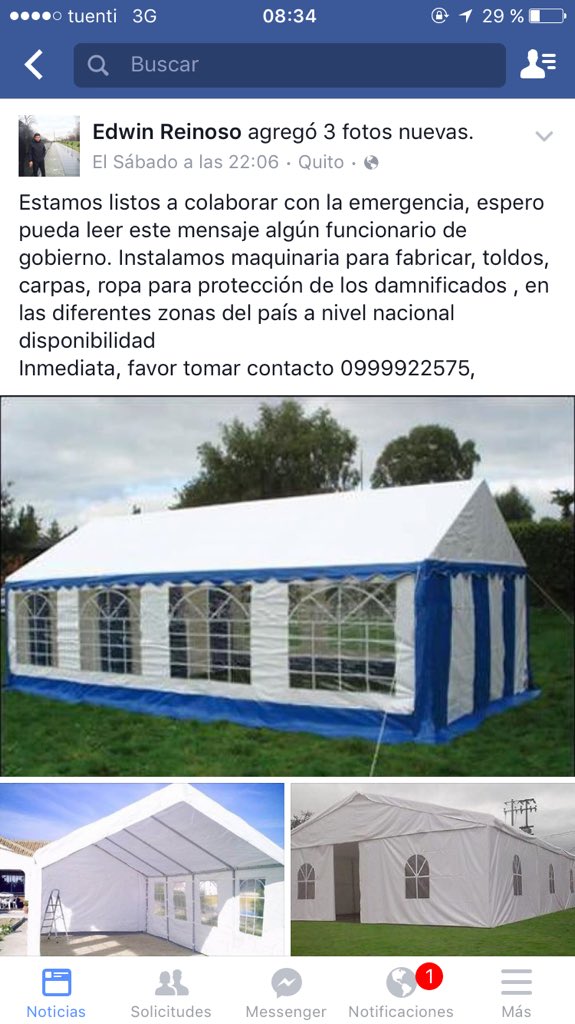 tuenti 3G 08:34 29 %
Buscar
Edwin Reinoso agregó 3 fotos nuevas.
El Sábado a las 22:06 · Quito ·
Estamos listos a colaborar con la emergencia, espero
pueda leer este mensaje algún funcionario de
gobierno. Instalamos maquinaria para fabricar, toldos,
carpas, ropa para protección de los damnificados , en
las diferentes zonas del país a nivel nacional
disponibilidad
Inmediata, favor tomar contacto 0999922575,
1
Noticias Solicitudes Messenger Notificaciones Más